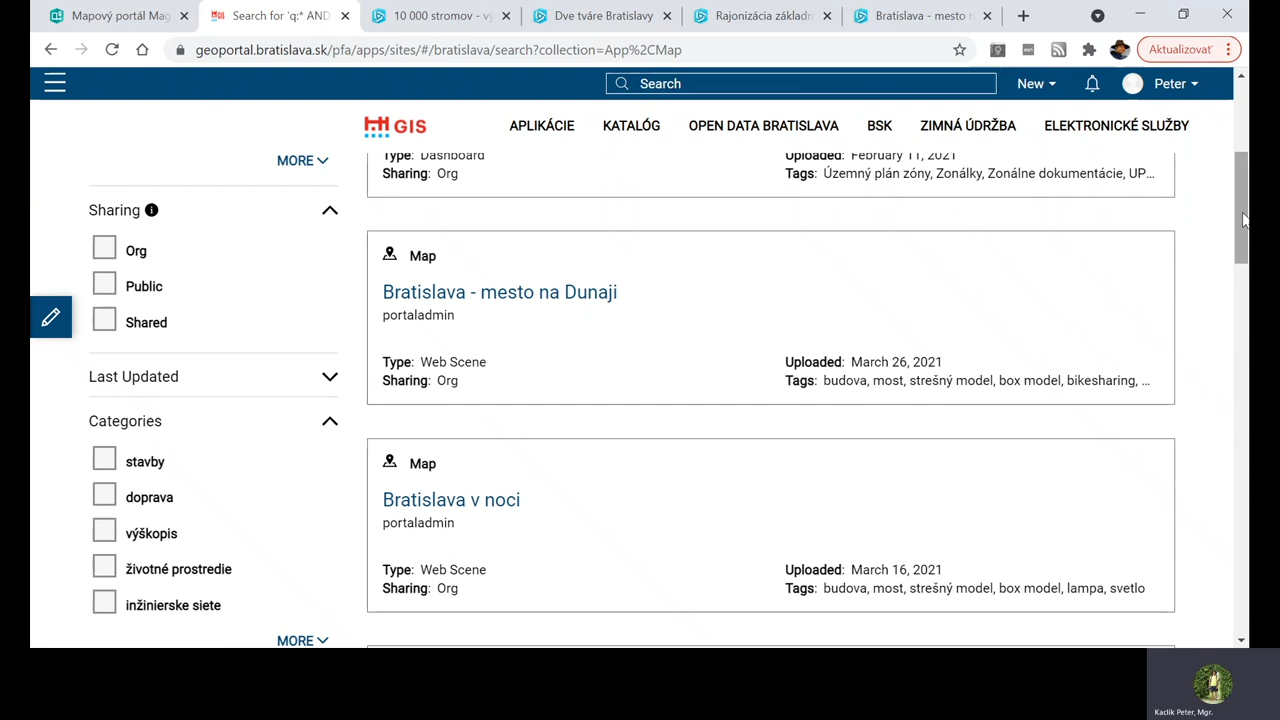 Mapový portál Mag
Search for 'q:* AND
10 000 stromov - vý
Dve tváre Bratislavy
Rajonizácia základn
Bratislava - mesto n
geoportal.bratislava.sk/pfa/apps/sites/#/bratislava/search?collection=App%2CMap
Aktualizovať
Search
New
Peter
GIS
APLIKÁCIE
KATALÓG
OPEN DATA BRATISLAVA
BSK
ZIMNÁ ÚDRŽBA
ELEKTRONICKÉ SLUŽBY
MORE
Sharing
Org
Public
Shared
Last Updated
Categories
stavby
doprava
výškopis
životné prostredie
inžinierske siete
MORE
Type: Dashboard
Uploaded: February 11, 2021
Sharing: Org
Tags: Územný plán zóny, Zonálky, Zonálne dokumentácie, UP...
Map
Bratislava - mesto na Dunaji
portaladmin
Type: Web Scene
Uploaded: March 26, 2021
Sharing: Org
Tags: budova, most, strešný model, box model, bikesharing, ...
Map
Bratislava v noci
portaladmin
Type: Web Scene
Uploaded: March 16, 2021
Sharing: Org
Tags: budova, most, strešný model, box model, lampa, svetlo
Kaclík Peter, Mgr.